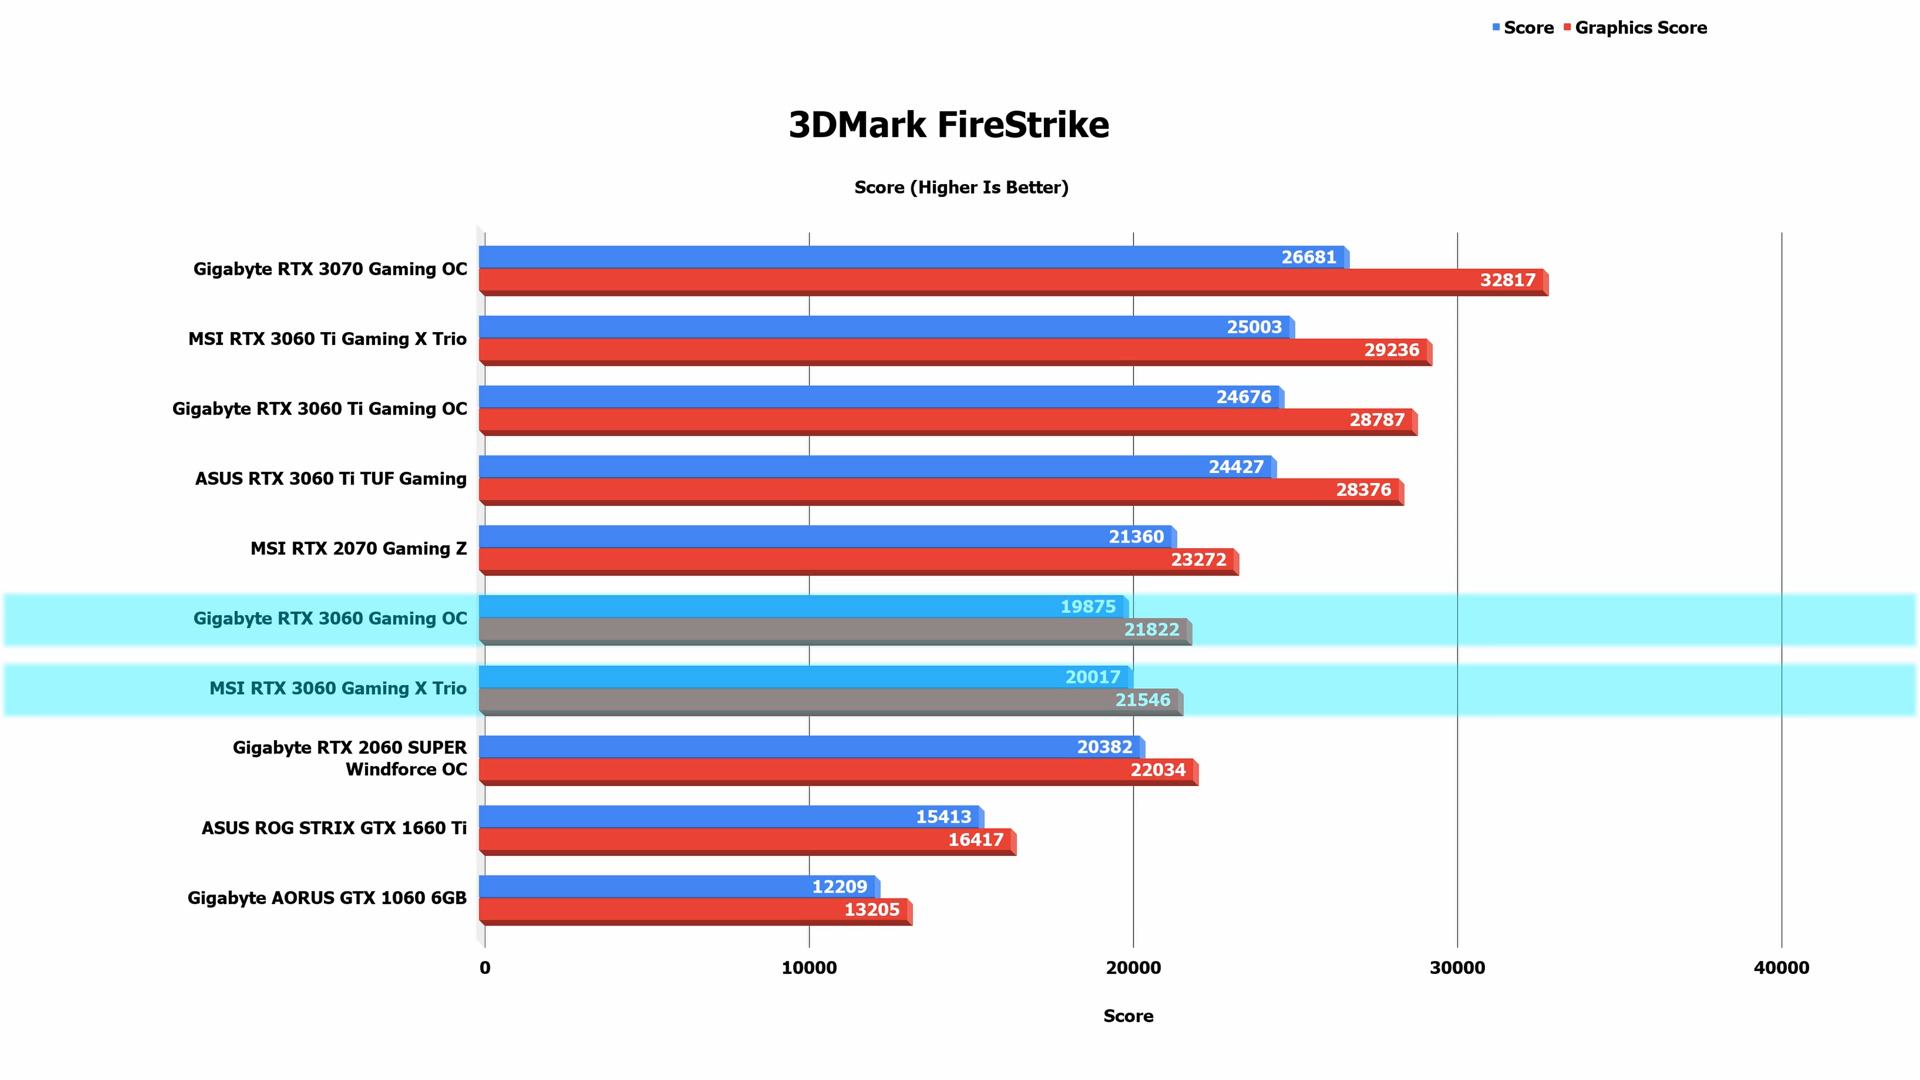 Score Graphics Score
3DMark FireStrike
Score (Higher Is Better)
Gigabyte RTX 3070 Gaming OC
26681
32817
MSI RTX 3060 Ti Gaming X Trio
25003
29236
Gigabyte RTX 3060 Ti Gaming OC
24676
28787
ASUS RTX 3060 Ti TUF Gaming
24427
28376
MSI RTX 2070 Gaming Z
21360
23272
Gigabyte RTX 3060 Gaming OC
19875
21822
MSI RTX 3060 Gaming X Trio
20017
21546
Gigabyte RTX 2060 SUPER
Windforce OC
20382
22034
ASUS ROG STRIX GTX 1660 Ti
15413
16417
Gigabyte AORUS GTX 1060 6GB
12209
13205
0 10000 20000 30000 40000
Score